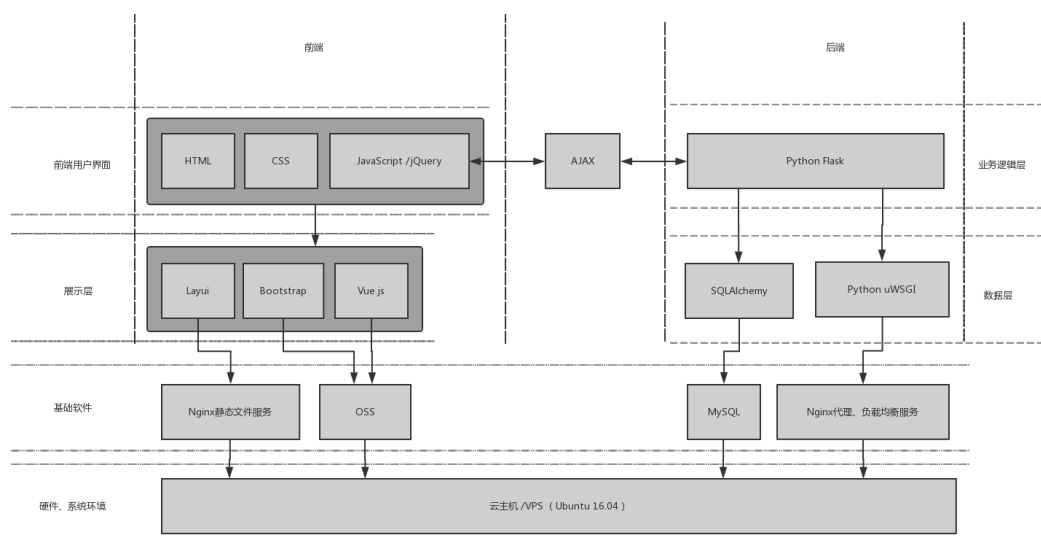 前端
后端
前端用户界面
HTML
CSS
JavaScript /jQuery
AJAX
Python Flask
业务逻辑层
展示层
Layui
Bootstrap
Vue.js
SQLAlchemy
Python uWSGI
数据层
基础软件
Nginx静态文件服务
OSS
MySQL
Nginx代理、负载均衡服务
硬件、系统环境
云主机 /VPS（ Ubuntu 16.04 ）